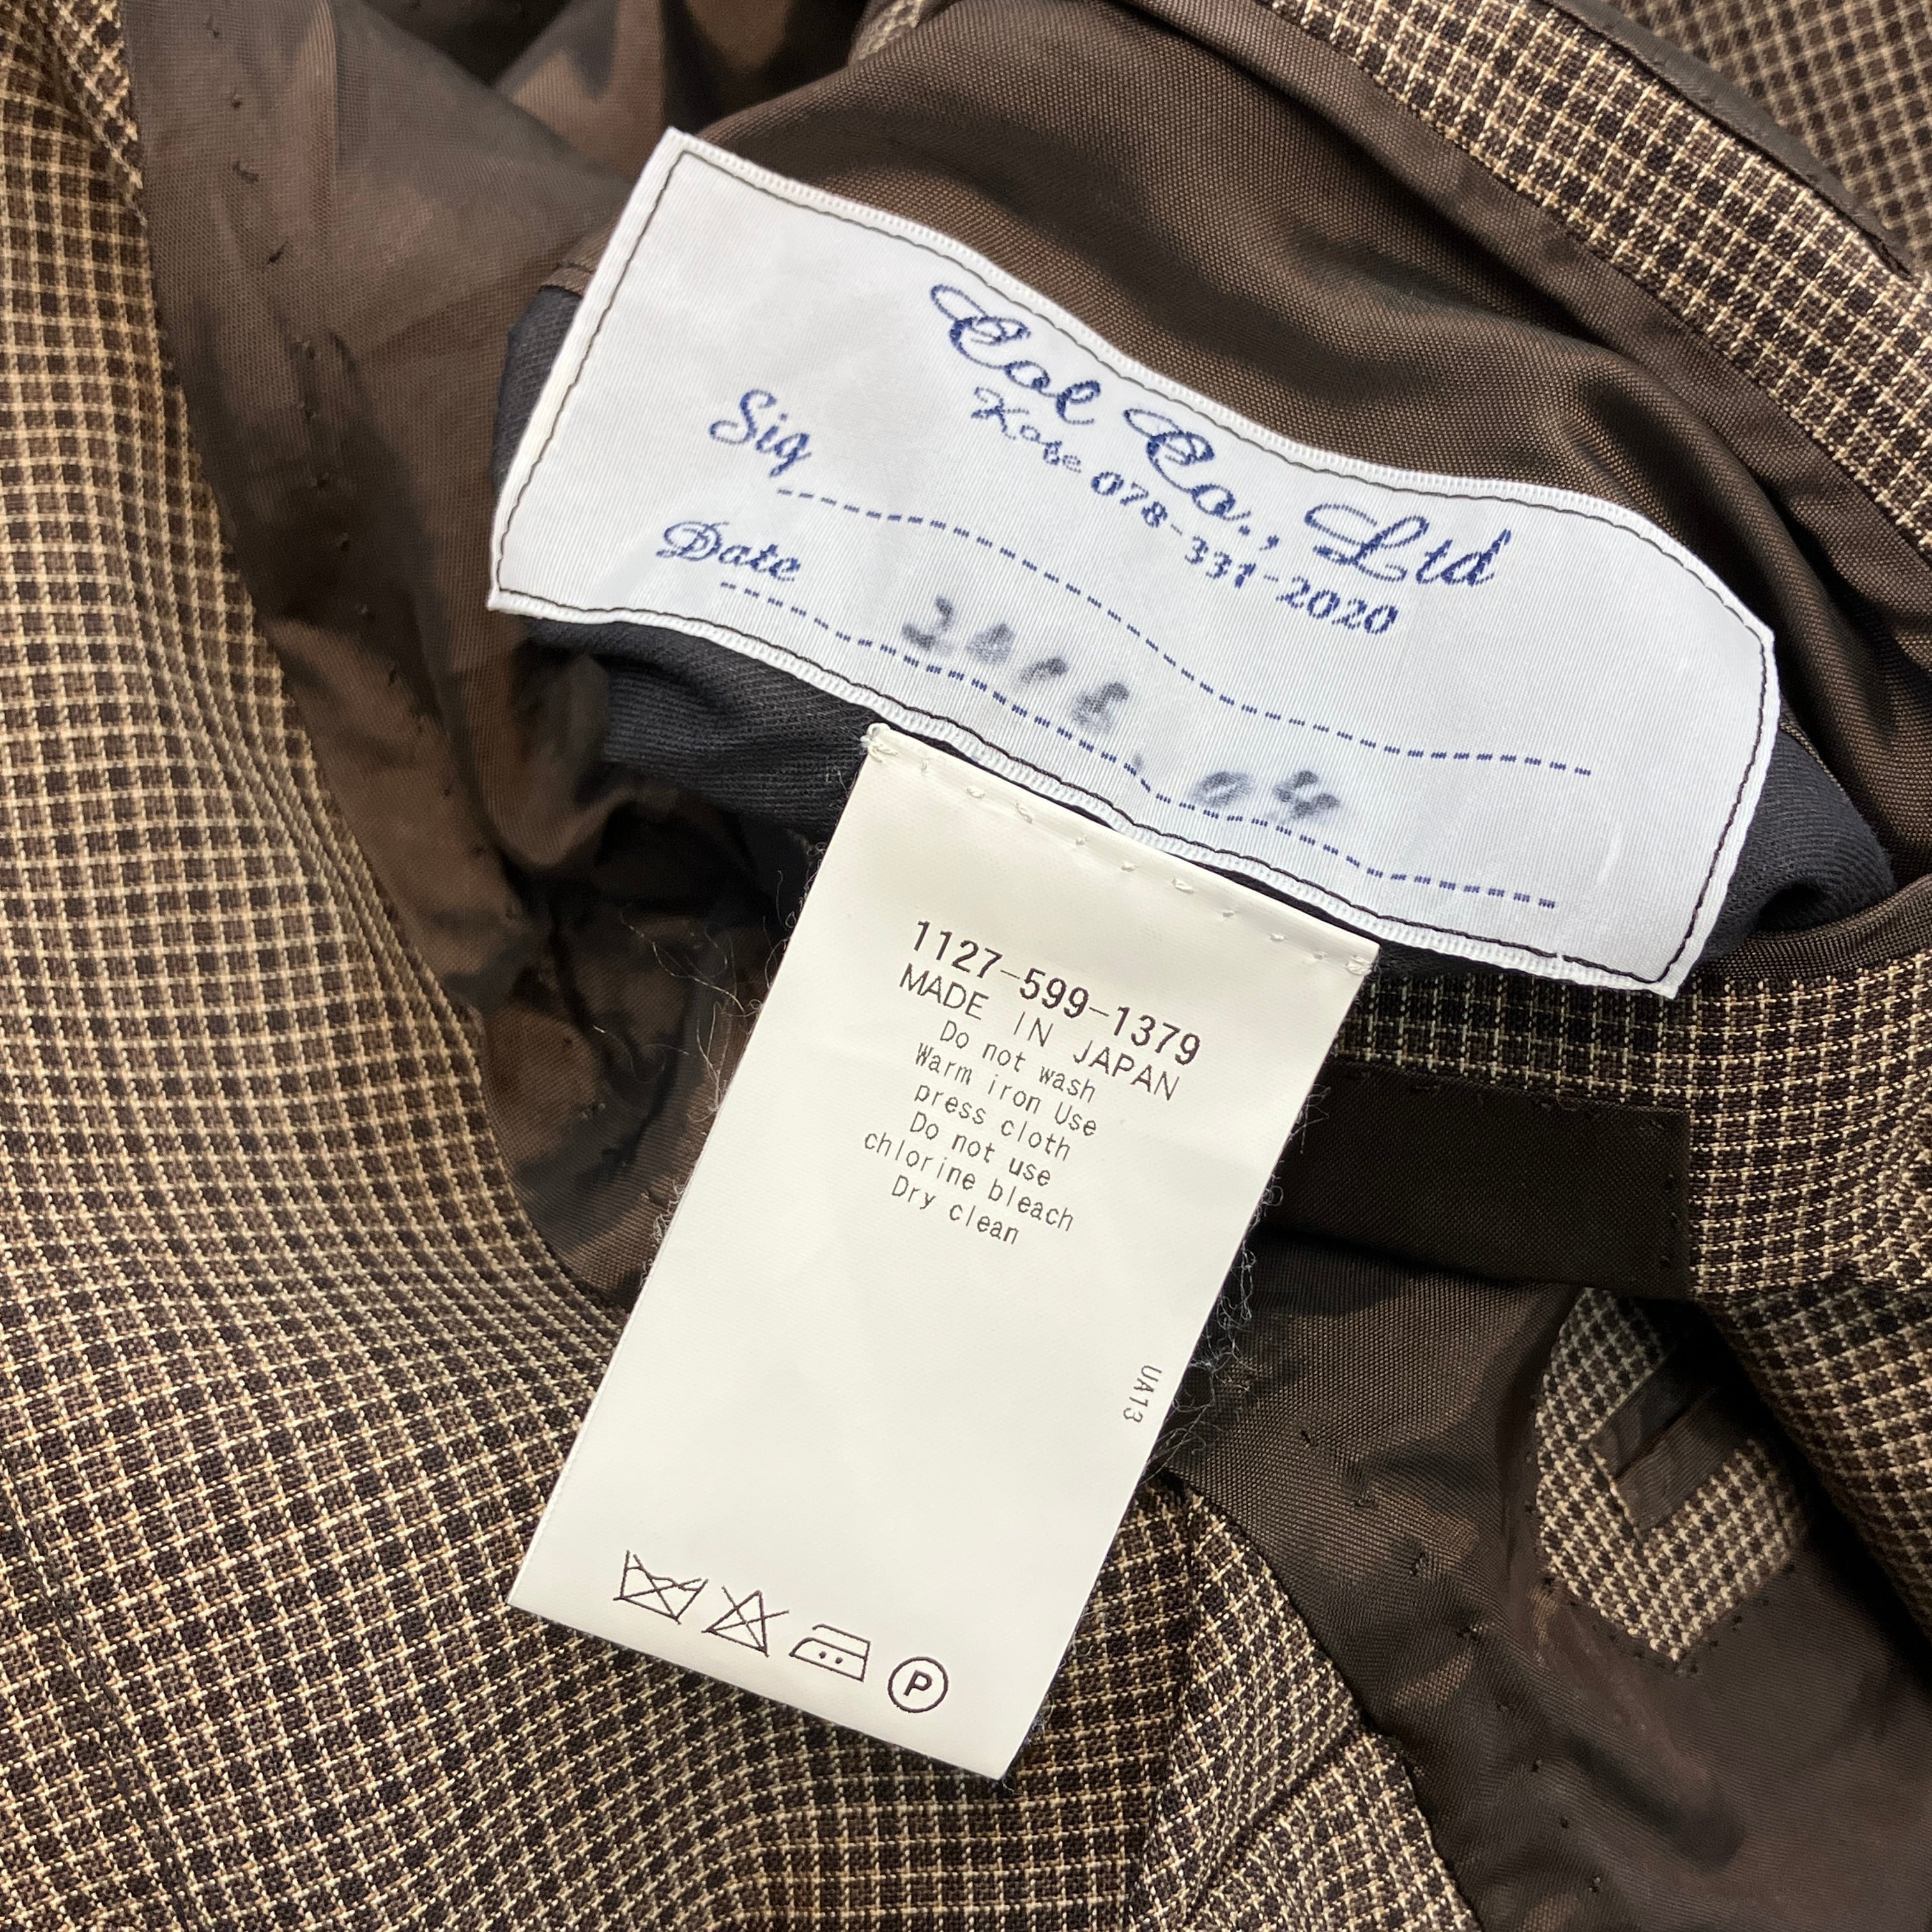 Col Co., Ltd
Kobe 078-331-2020
Sig
Date
1127-599-1379
MADE IN JAPAN
Do not wash
Warm iron Use
press cloth
Do not use
chlorine bleach
Dry clean
UA13
P